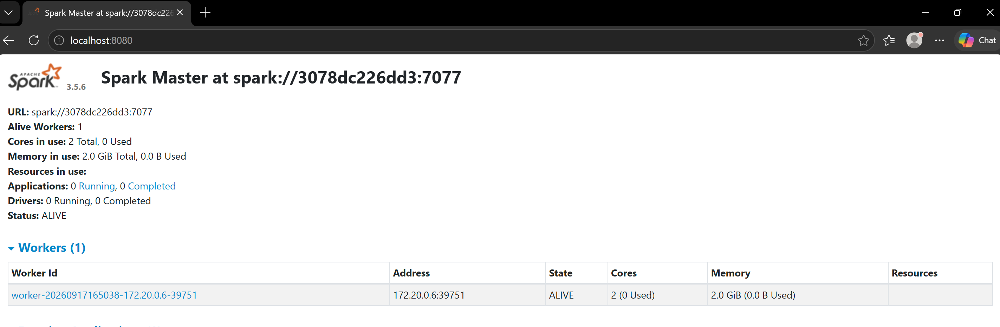 Spark Master at spark://3078dc226
localhost:8080
Chat
APACHE
Spark 3.5.6
Spark Master at spark://3078dc226dd3:7077
URL: spark://3078dc226dd3:7077
Alive Workers: 1
Cores in use: 2 Total, 0 Used
Memory in use: 2.0 GiB Total, 0.0 B Used
Resources in use:
Applications: 0 Running, 0 Completed
Drivers: 0 Running, 0 Completed
Status: ALIVE
Workers (1)
Worker Id Address State Cores Memory Resources
worker-20260917165038-172.20.0.6-39751 172.20.0.6:39751 ALIVE 2 (0 Used) 2.0 GiB (0.0 B Used)